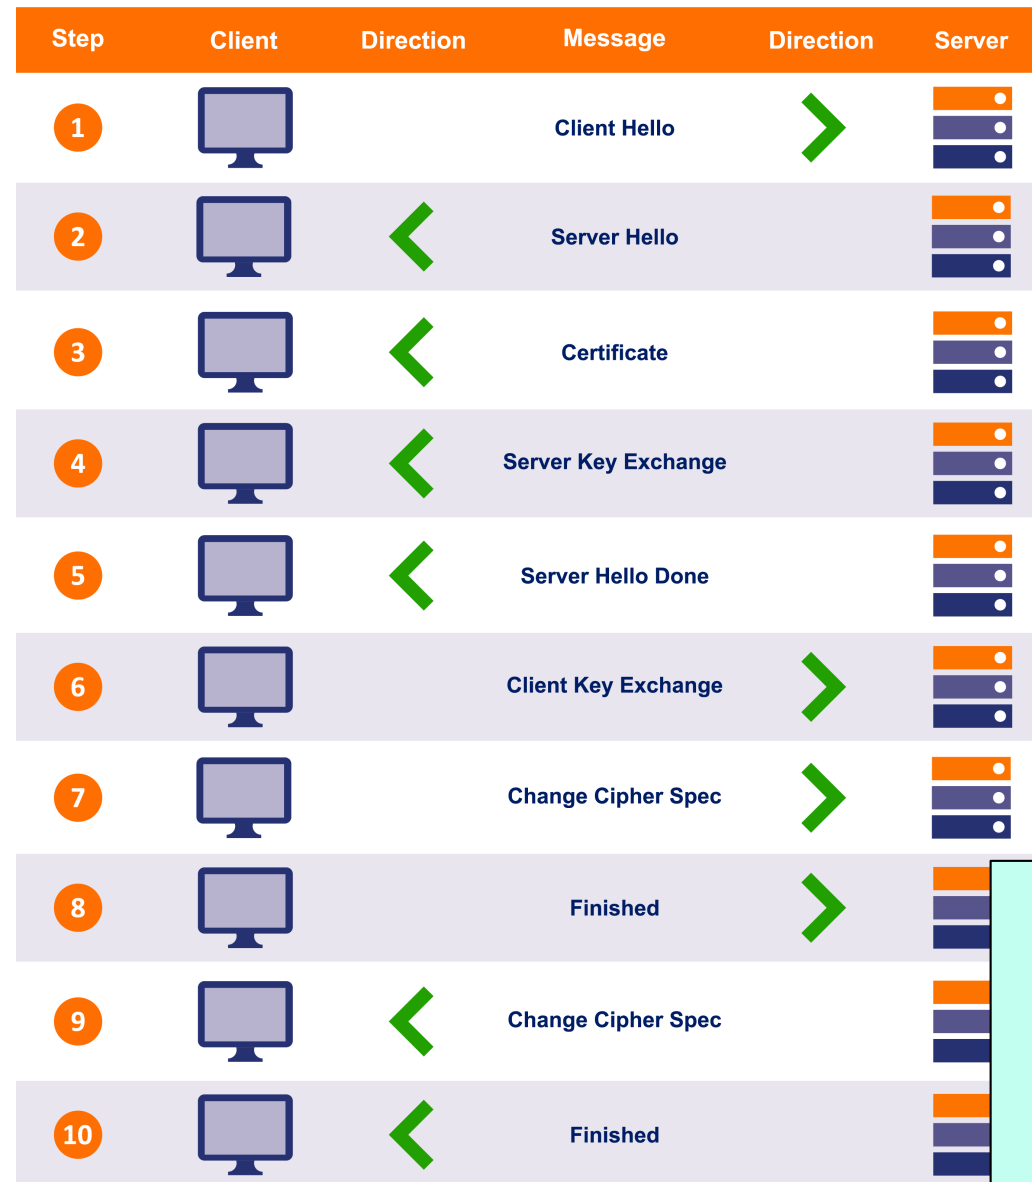 Step Client Direction Message Direction Server
1 Client Hello
2 Server Hello
3 Certificate
4 Server Key Exchange
5 Server Hello Done
6 Client Key Exchange
7 Change Cipher Spec
8 Finished
9 Change Cipher Spec
10 Finished